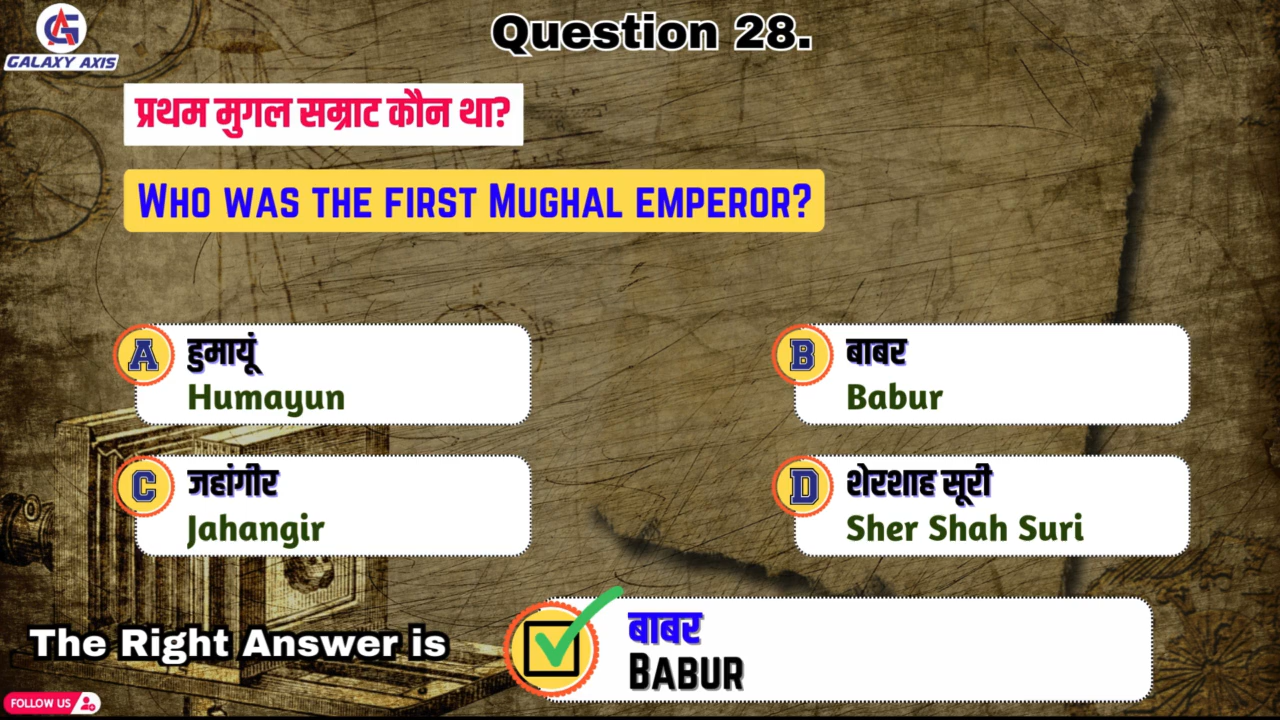 Question 28.
GALAXY AXIS
प्रथम मुगल सम्राट कौन था?
WHO WAS THE FIRST MUGHAL EMPEROR?
A हुमायूं
Humayun
B बाबर
Babur
C जहांगीर
Jahangir
D शेरशाह सूरी
Sher Shah Suri
The Right Answer is
बाबर
BABUR
FOLLOW US